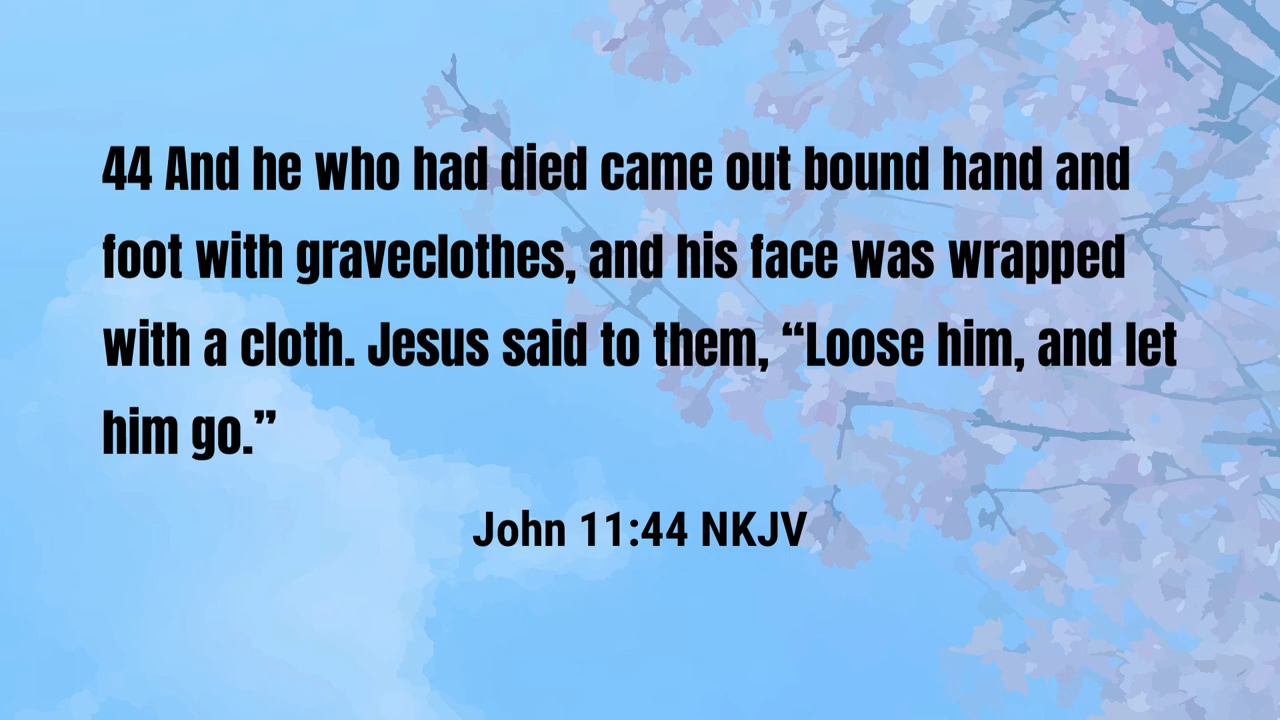 44 And he who had died came out bound hand and
foot with graveclothes, and his face was wrapped
with a cloth. Jesus said to them, “Loose him, and let
him go.”
John 11:44 NKJV